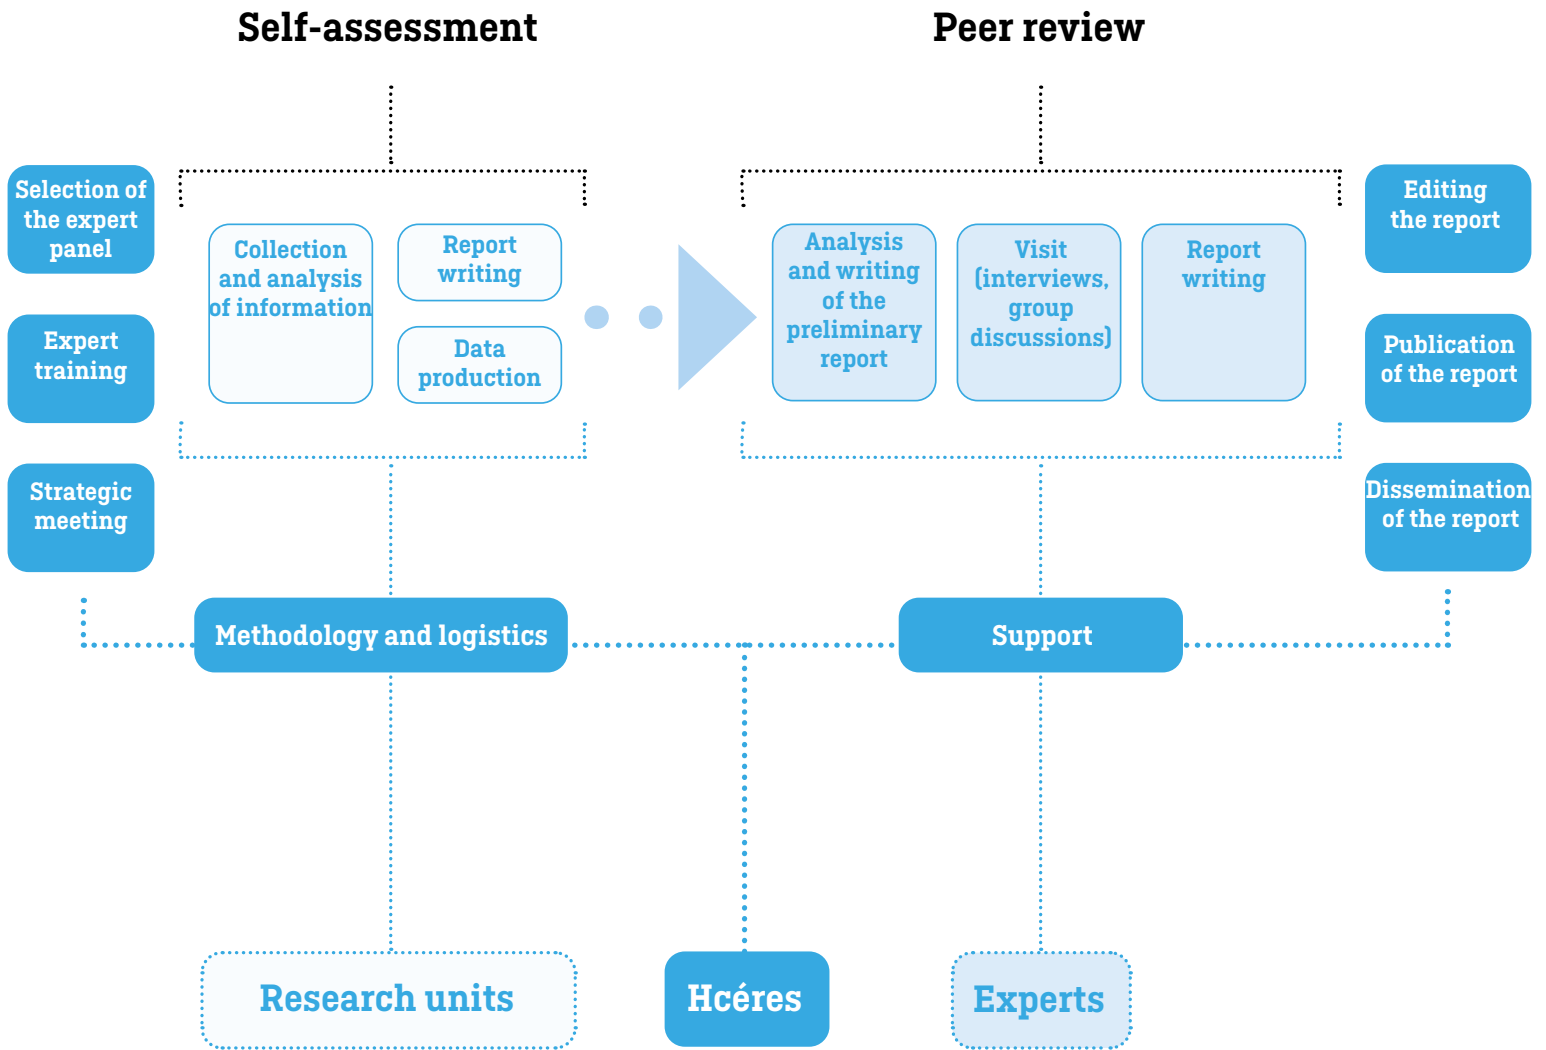 Self-assessment
Peer review
Selection of
the expert
panel
Expert
training
Strategic
meeting
Collection
and analysis
of information
Report
writing
Data
production
Analysis
and writing
of the
preliminary
report
Visit
(interviews,
group
discussions)
Report
writing
Editing
the report
Publication
of the report
Dissemination
of the report
Methodology and logistics
Support
Research units
Hcéres
Experts